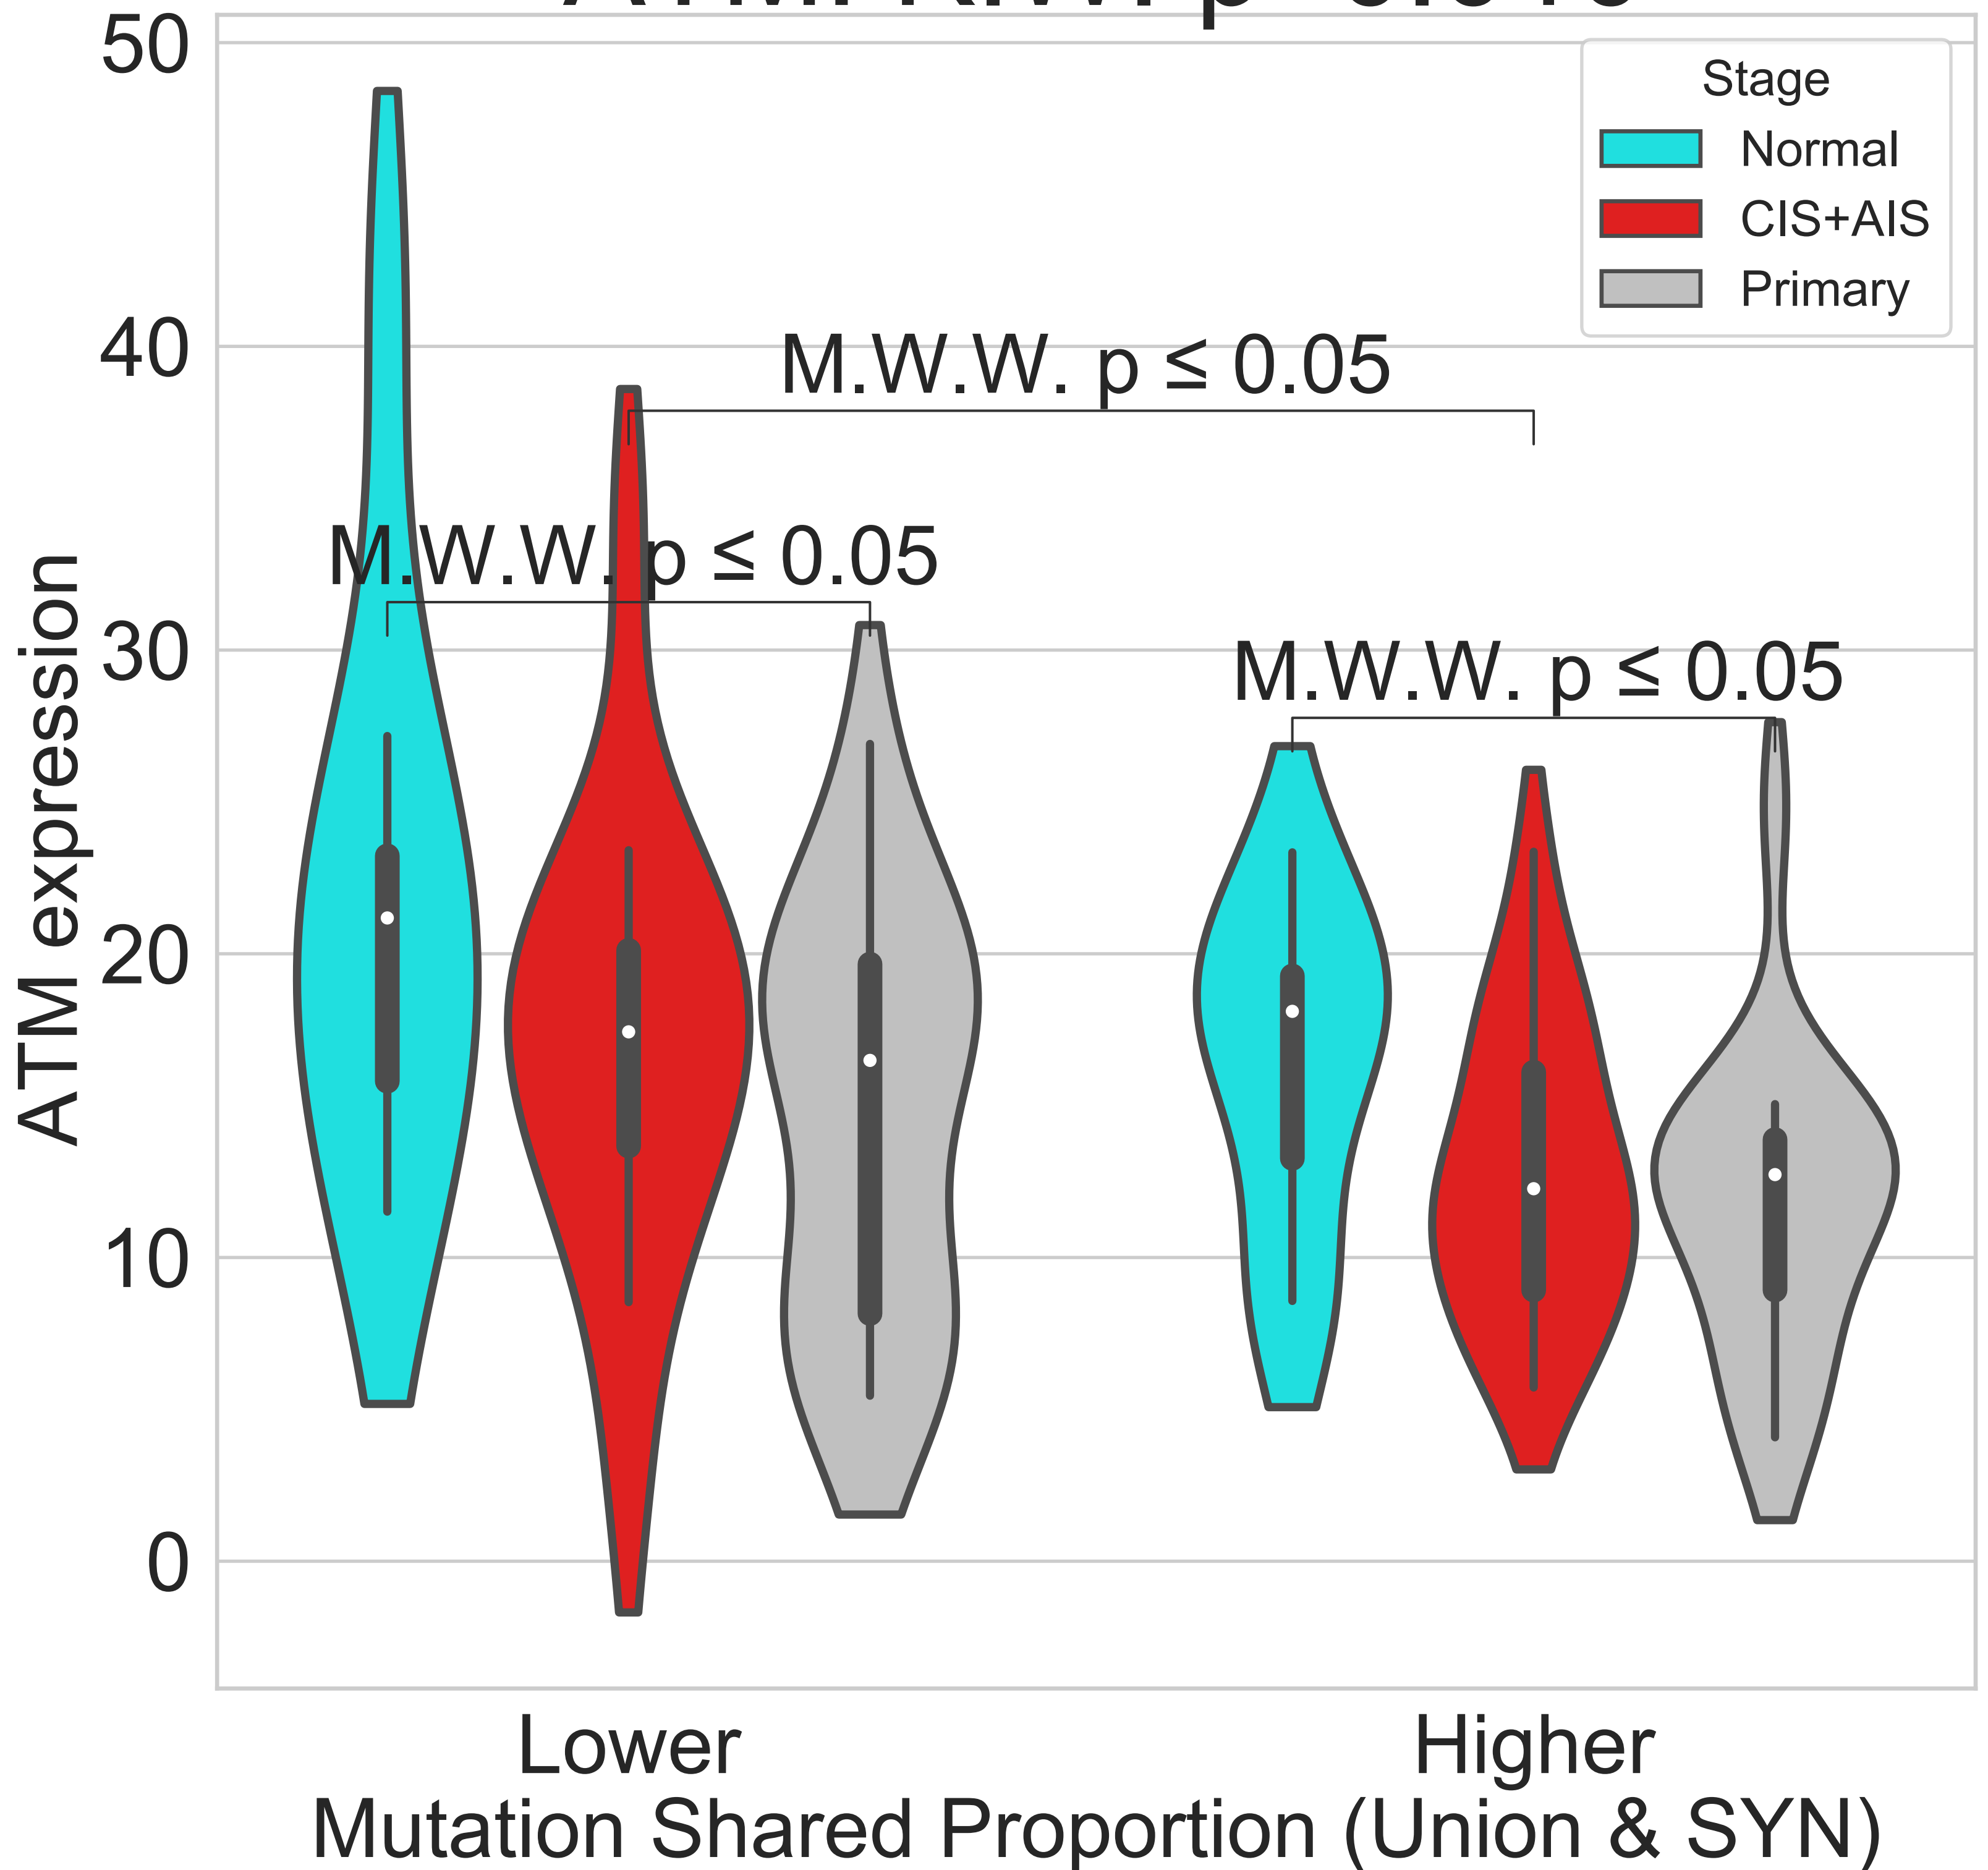 50
Stage
Normal
CIS+AIS
Primary
40
M.W.W. p ≤ 0.05
M.W.W. p ≤ 0.05
30
M.W.W. p ≤ 0.05
ATM expression
20
10
0
Lower
Higher
Mutation Shared Proportion (Union & SYN)